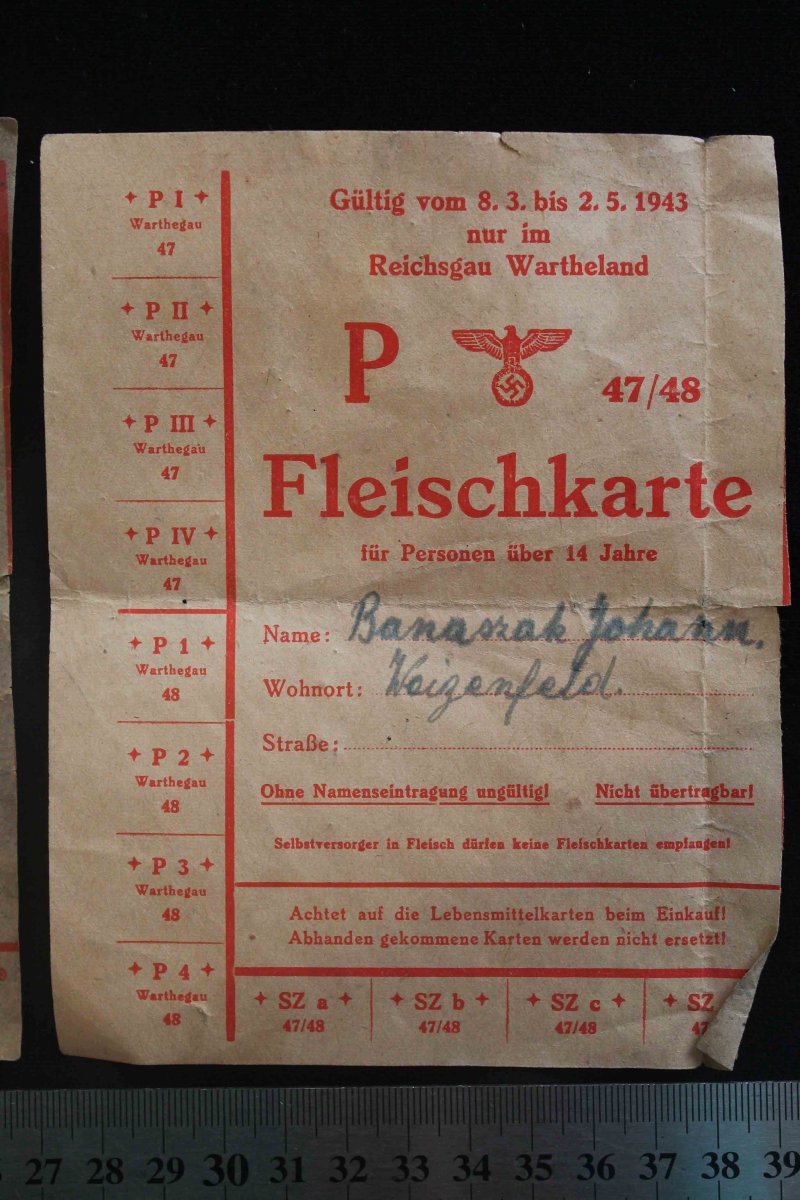 Gültig vom 8. 3. bis 2. 5. 1943
nur im
Reichsgau Wartheland
P 47/48
Fleischkarte
für Personen über 14 Jahre
Name: Banaszak Johann.
Wohnort: Weizenfeld.
Straße:
Ohne Namenseintragung ungültig! Nicht übertragbar!
Selbstversorger in Fleisch dürfen keine Fleischkarten empfangen!
Achtet auf die Lebensmittelkarten beim Einkauf!
Abhanden gekommene Karten werden nicht ersetzt!
P I
Warthegau
47
P II
Warthegau
47
P III
Warthegau
47
P IV
Warthegau
47
P 1
Warthegau
48
P 2
Warthegau
48
P 3
Warthegau
48
P 4
Warthegau
48
SZ a
47/48
SZ b
47/48
SZ c
47/48
SZ
47
27 28 29 30 31 32 33 34 35 36 37 38 39